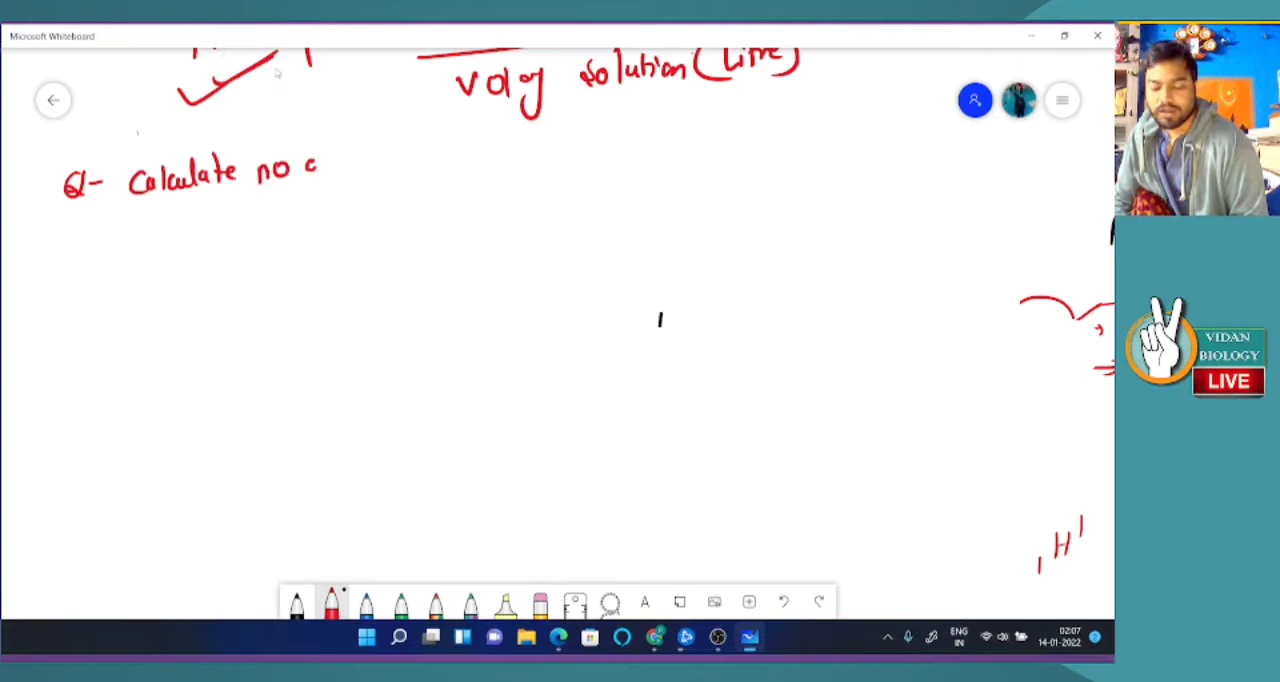 Microsoft Whiteboard
Vol of solution (Litre)
Q- Calculate no o
VIDAN
BIOLOGY
LIVE
'H'
A
ENG
IN
02:07
14-01-2022